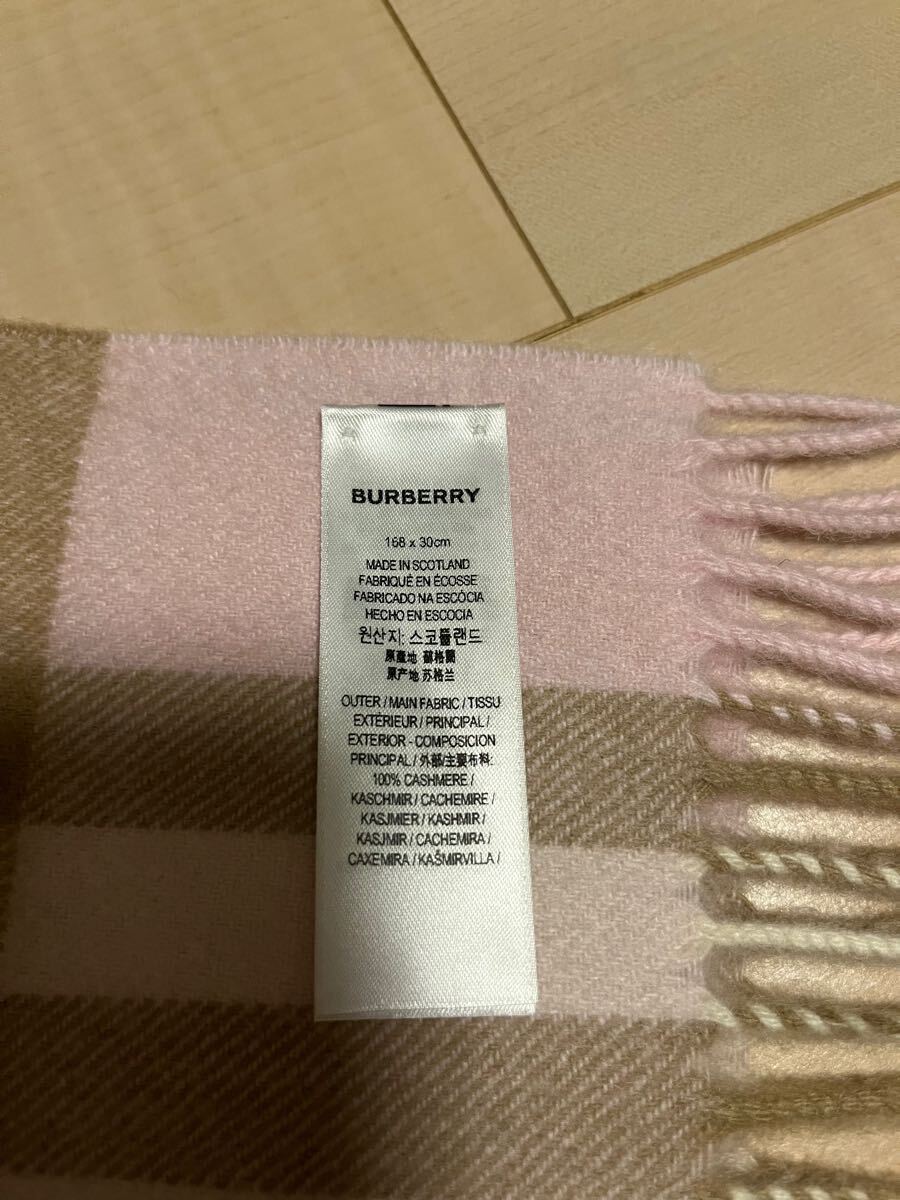 BURBERRY
168 x 30cm
MADE IN SCOTLAND
FABRIQUÉ EN ÉCOSSE
FABRICADO NA ESCÓCIA
HECHO EN ESCOCIA
원산지: 스코틀랜드
原產地 蘇格蘭
原产地 苏格兰
OUTER / MAIN FABRIC / TISSU
EXTÉRIEUR / PRINCIPAL /
EXTERIOR - COMPOSICION
PRINCIPAL / 外部/主要布料:
100% CASHMERE /
KASCHMIR / CACHEMIRE /
KASJMIER / KASHMIR /
KASJMIR / CACHEMIRA /
CAXEMIRA / KAŠMIRVILLA /